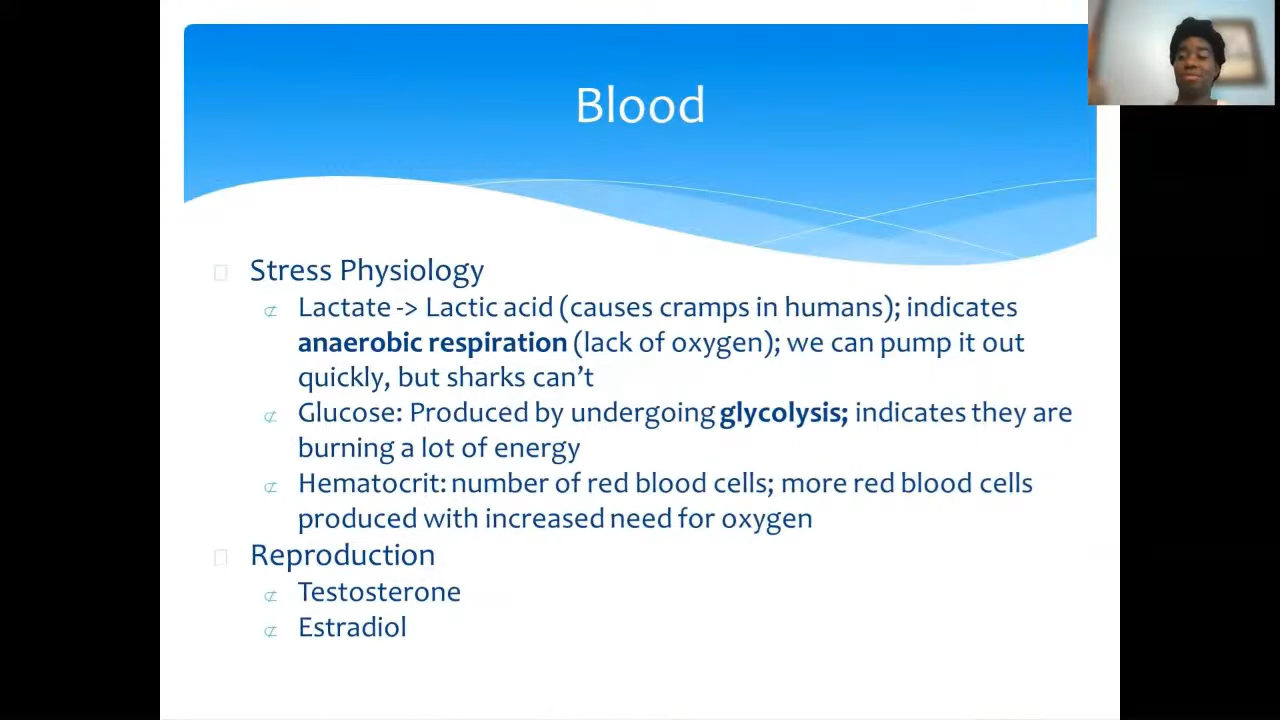 Blood
Stress Physiology
Lactate -> Lactic acid (causes cramps in humans); indicates
anaerobic respiration (lack of oxygen); we can pump it out
quickly, but sharks can’t
Glucose: Produced by undergoing glycolysis; indicates they are
burning a lot of energy
Hematocrit: number of red blood cells; more red blood cells
produced with increased need for oxygen
Reproduction
Testosterone
Estradiol